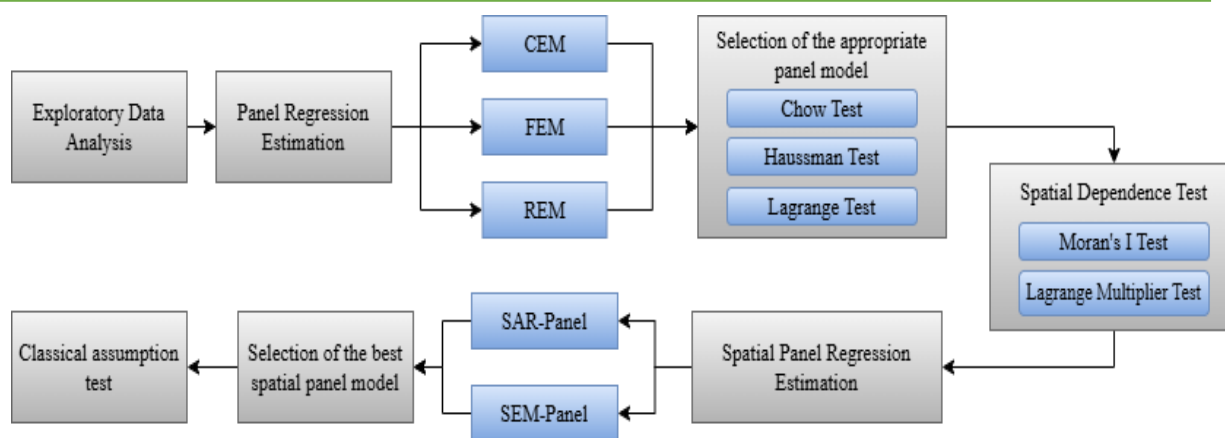 Exploratory Data
Analysis
Panel Regression
Estimation
CEM
FEM
REM
Selection of the appropriate
panel model
Chow Test
Haussman Test
Lagrange Test
Spatial Dependence Test
Moran's I Test
Lagrange Multiplier Test
Spatial Panel Regression
Estimation
SAR-Panel
SEM-Panel
Selection of the best
spatial panel model
Classical assumption
test